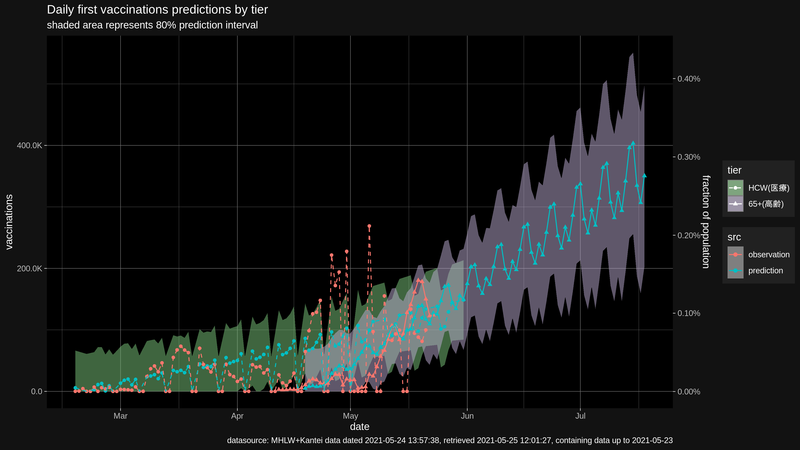 Daily first vaccinations predictions by tier
shaded area represents 80% prediction interval
vaccinations
400.0K
200.0K
0.0
0.40%
0.30%
0.20%
0.10%
0.00%
fraction of population
Mar
Apr
May
Jun
Jul
date
tier
HCW(医療)
65+(高齢)
src
observation
prediction
datasource: MHLW+Kantei data dated 2021-05-24 13:57:38, retrieved 2021-05-25 12:01:27, containing data up to 2021-05-23